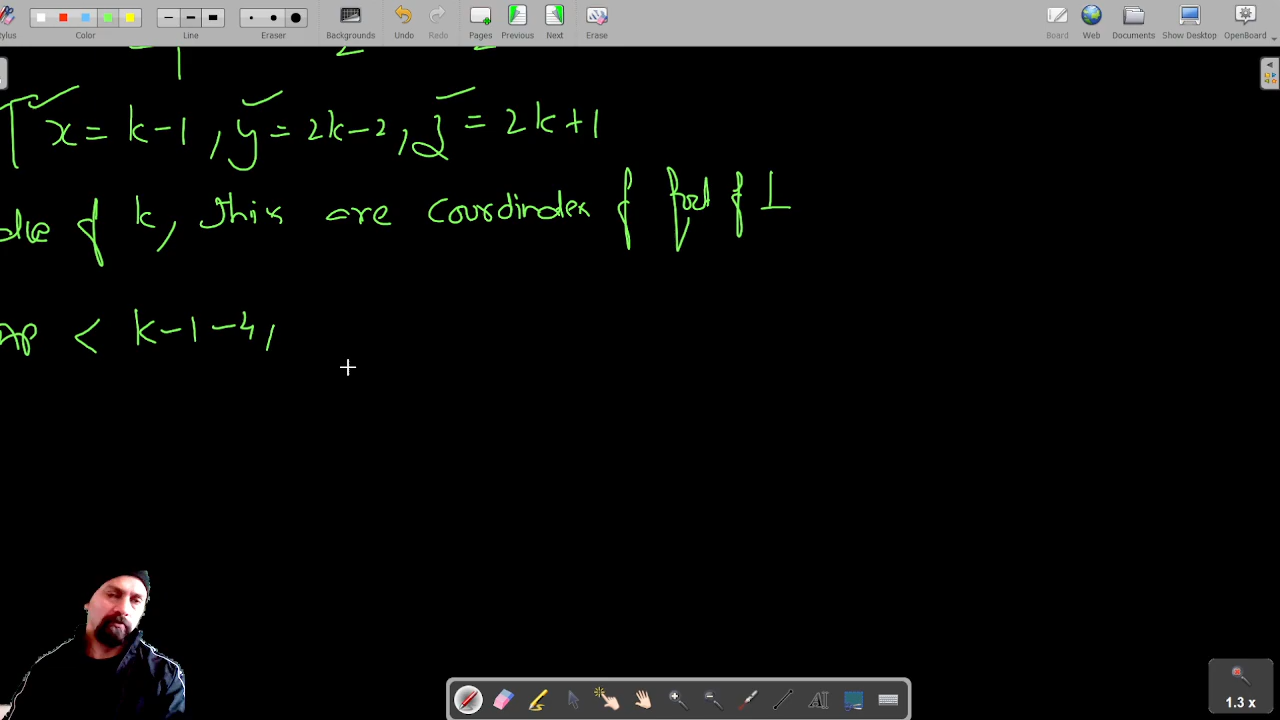 Stylus Color Line Eraser Backgrounds Undo Redo Pages Previous Next Erase Board Web Documents Show Desktop OpenBoard
x = k-1, y = 2k-2, z = 2k+1
of k, this are coordinates of foot of ⊥
< k-1-4,
1.3 x